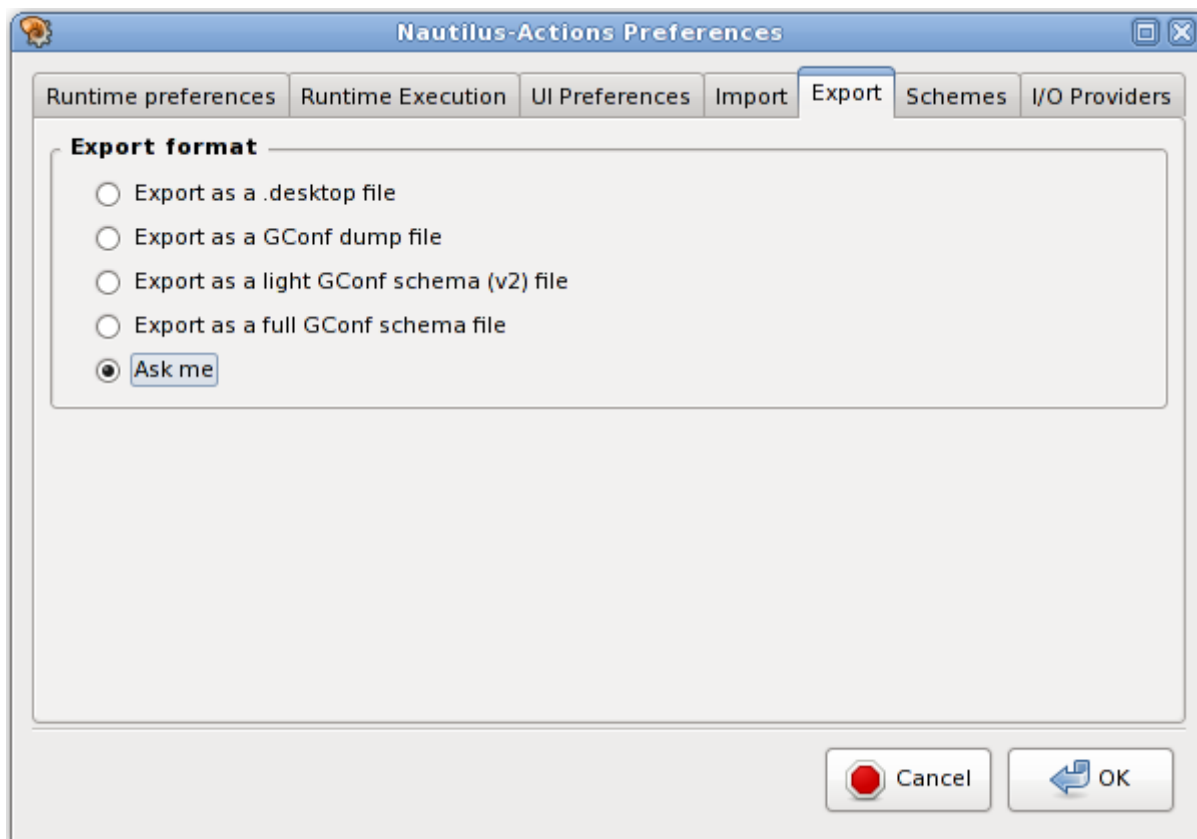 Nautilus-Actions Preferences
Runtime preferences Runtime Execution UI Preferences Import Export Schemes I/O Providers
Export format
Export as a .desktop file
Export as a GConf dump file
Export as a light GConf schema (v2) file
Export as a full GConf schema file
Ask me
Cancel OK